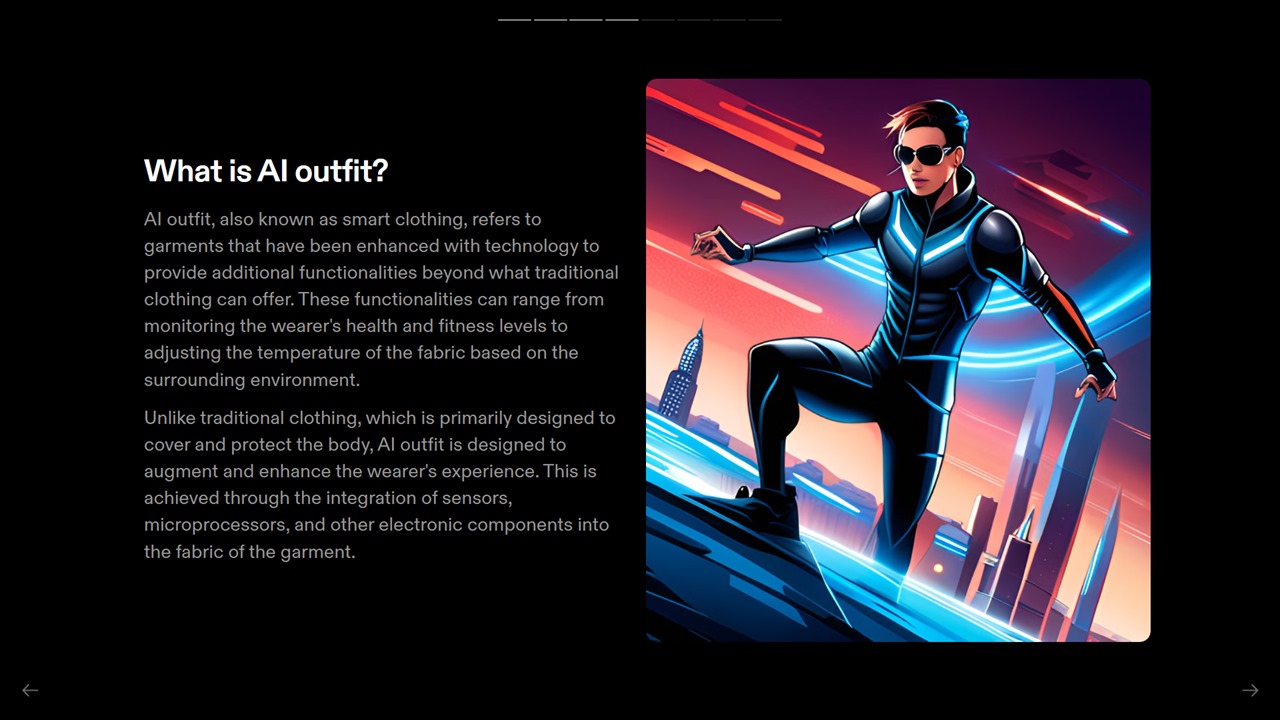 What is AI outfit?
AI outfit, also known as smart clothing, refers to
garments that have been enhanced with technology to
provide additional functionalities beyond what traditional
clothing can offer. These functionalities can range from
monitoring the wearer's health and fitness levels to
adjusting the temperature of the fabric based on the
surrounding environment.
Unlike traditional clothing, which is primarily designed to
cover and protect the body, AI outfit is designed to
augment and enhance the wearer's experience. This is
achieved through the integration of sensors,
microprocessors, and other electronic components into
the fabric of the garment.